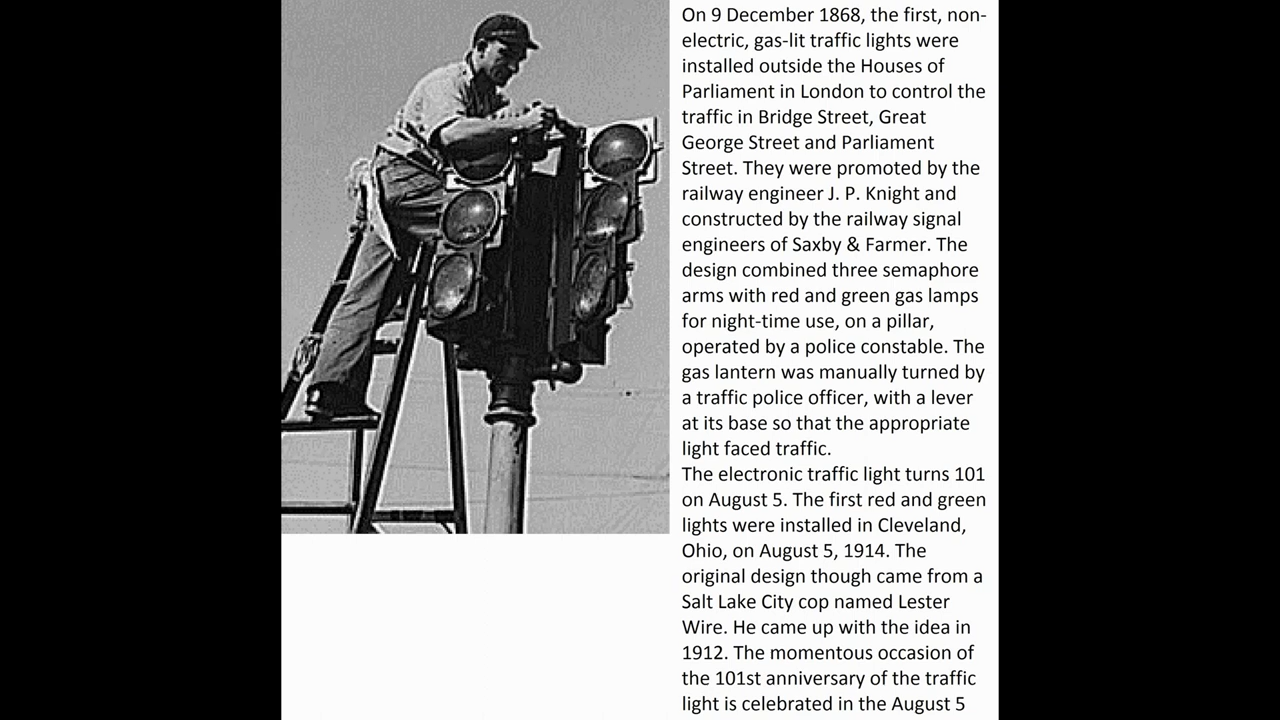 On 9 December 1868, the first, non-
electric, gas-lit traffic lights were
installed outside the Houses of
Parliament in London to control the
traffic in Bridge Street, Great
George Street and Parliament
Street. They were promoted by the
railway engineer J. P. Knight and
constructed by the railway signal
engineers of Saxby & Farmer. The
design combined three semaphore
arms with red and green gas lamps
for night-time use, on a pillar,
operated by a police constable. The
gas lantern was manually turned by
a traffic police officer, with a lever
at its base so that the appropriate
light faced traffic.
The electronic traffic light turns 101
on August 5. The first red and green
lights were installed in Cleveland,
Ohio, on August 5, 1914. The
original design though came from a
Salt Lake City cop named Lester
Wire. He came up with the idea in
1912. The momentous occasion of
the 101st anniversary of the traffic
light is celebrated in the August 5